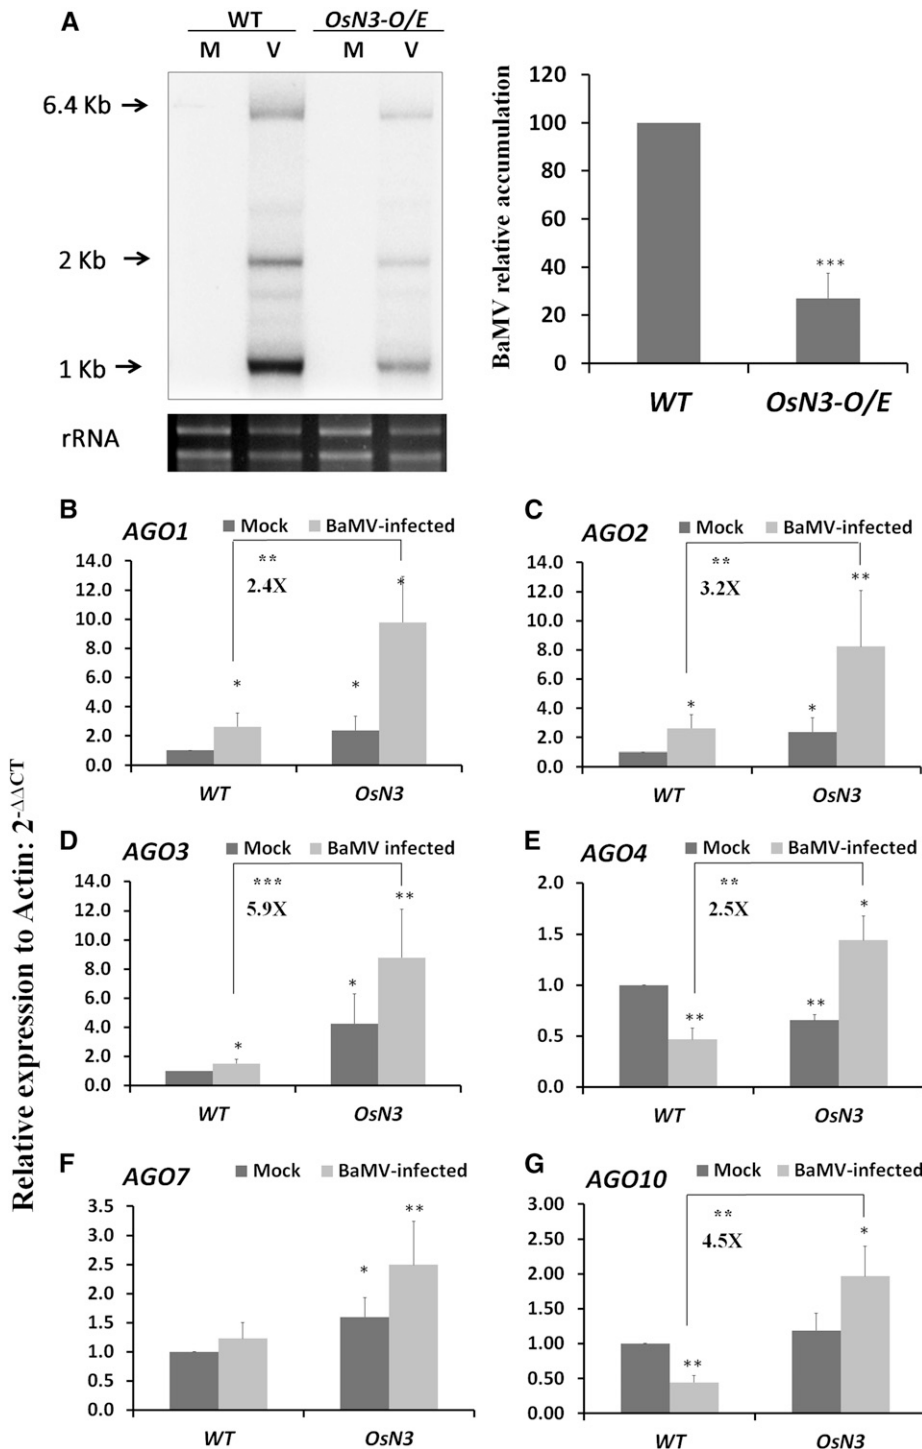 A
WT OsN3-O/E
M V M V
6.4 Kb →
2 Kb →
1 Kb →
rRNA
BaMV relative accumulation
120
100
80
60
40
20
0
***
WT OsN3-O/E
Relative expression to Actin: 2-ΔΔCT
B
AGO1
Mock BaMV-infected
14.0
12.0
10.0
8.0
6.0
4.0
2.0
0.0
**
2.4X
*
*
*
WT OsN3
C
AGO2
Mock BaMV-infected
14.0
12.0
10.0
8.0
6.0
4.0
2.0
0.0
**
3.2X
*
*
**
WT OsN3
D
AGO3
Mock BaMV infected
14.0
12.0
10.0
8.0
6.0
4.0
2.0
0.0
***
5.9X
*
*
**
WT OsN3
E
AGO4
Mock BaMV-infected
2.0
1.5
1.0
0.5
0.0
**
2.5X
**
**
*
WT OsN3
F
AGO7
Mock BaMV-infected
3.5
3.0
2.5
2.0
1.5
1.0
0.5
0.0
*
**
WT OsN3
G
AGO10
Mock BaMV-infected
3.00
2.50
2.00
1.50
1.00
0.50
0.00
**
4.5X
**
*
WT OsN3